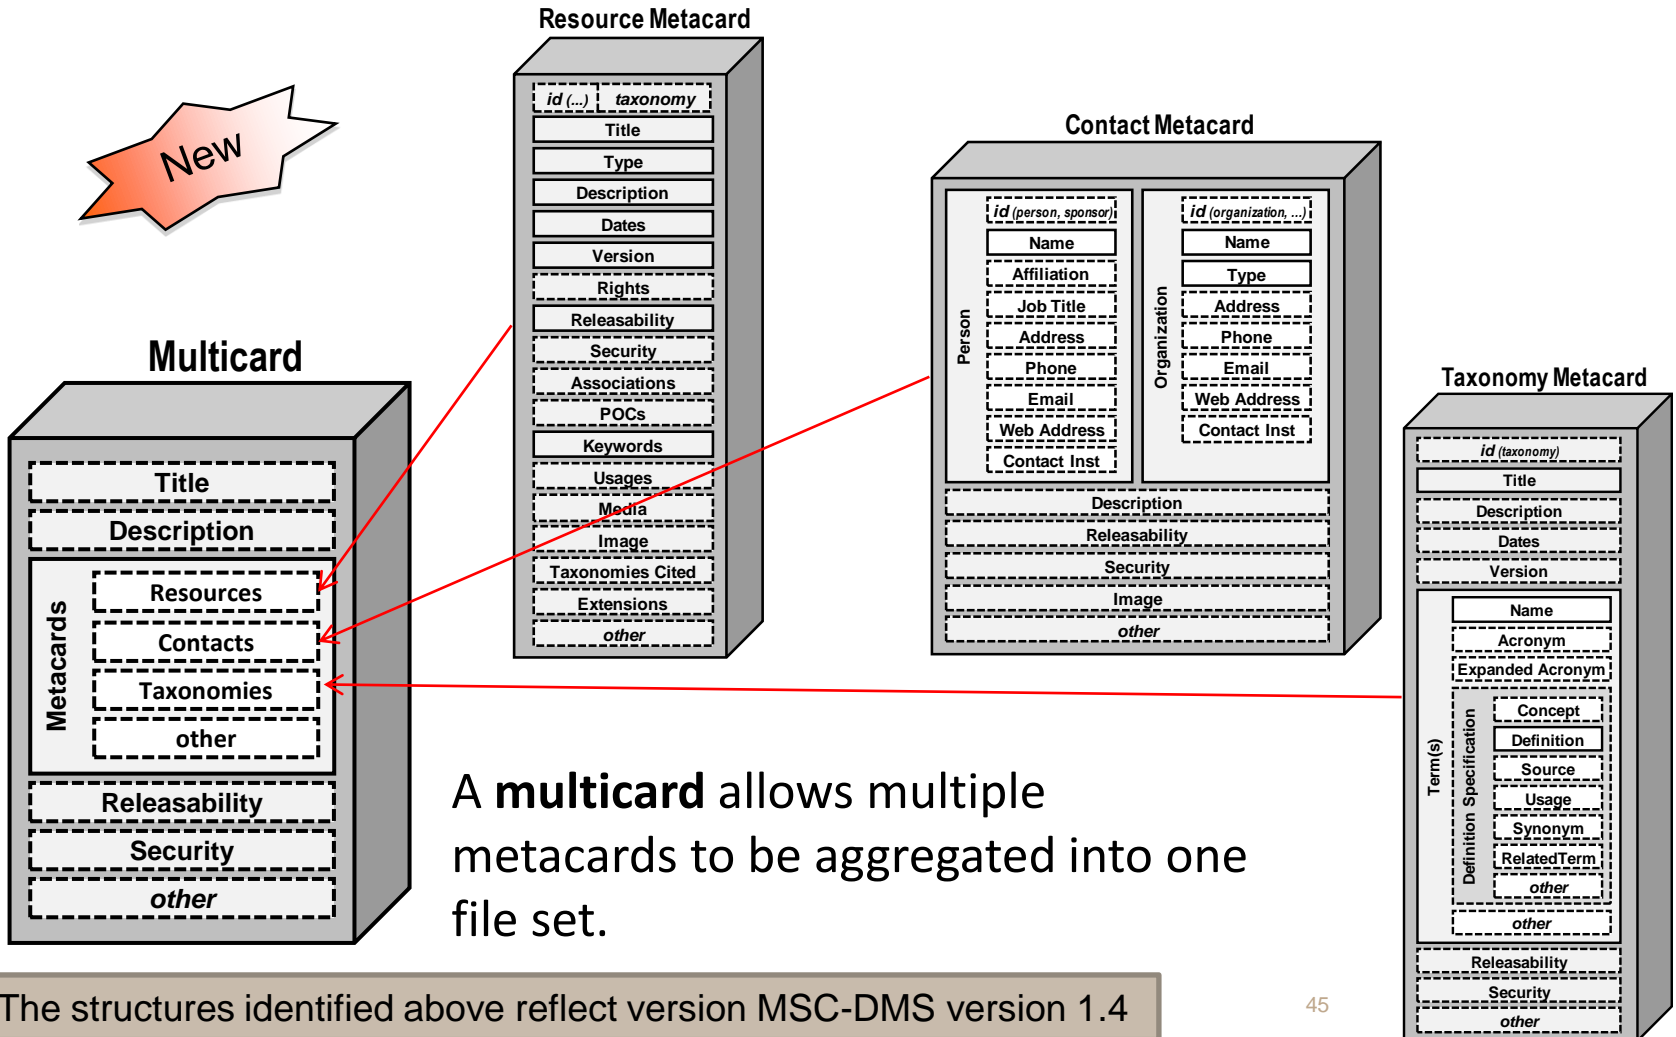 Resource Metacard
id (...) taxonomy
Title
Type
Description
Dates
Version
Rights
Releasability
Security
Associations
POCs
Keywords
Usages
Media
Image
Taxonomies Cited
Extensions
other
New
Contact Metacard
Person
id (person, sponsor)
Name
Affiliation
Job Title
Address
Phone
Email
Web Address
Contact Inst
Organization
id (organization, ...)
Name
Type
Address
Phone
Email
Web Address
Contact Inst
Description
Releasability
Security
Image
other
Multicard
Title
Description
Metacards
Resources
Contacts
Taxonomies
other
Releasability
Security
other
Taxonomy Metacard
id (taxonomy)
Title
Description
Dates
Version
Term(s)
Name
Acronym
Expanded Acronym
Definition Specification
Concept
Definition
Source
Usage
Synonym
RelatedTerm
other
other
Releasability
Security
other
A multicard allows multiple
metacards to be aggregated into one
file set.
The structures identified above reflect version MSC-DMS version 1.4
45